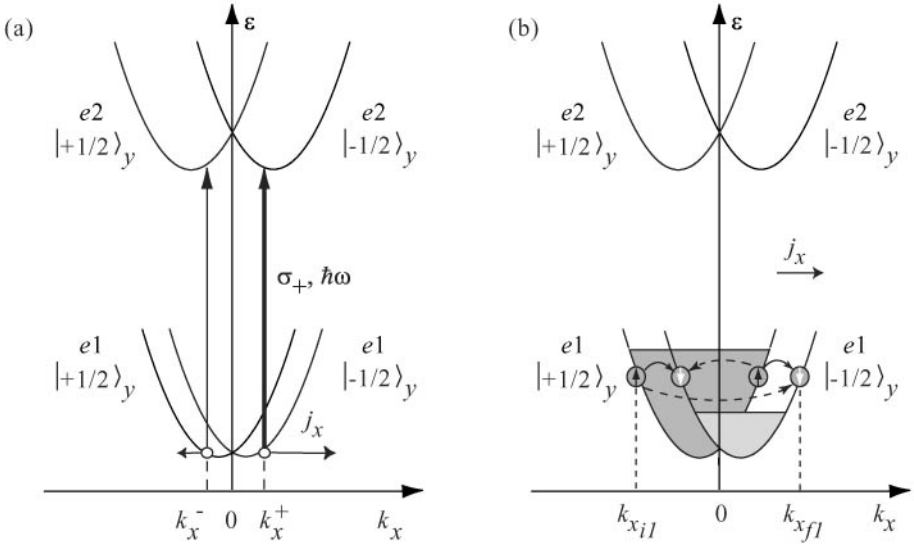 (a)
ε
e2
|+1/2⟩y
e2
|-1/2⟩y
σ+, ħω
e1
|+1/2⟩y
e1
|-1/2⟩y
jx
kx-
0
kx+
kx
(b)
ε
e2
|+1/2⟩y
e2
|-1/2⟩y
jx
e1
|+1/2⟩y
e1
|-1/2⟩y
kxi1
0
kxf1
kx